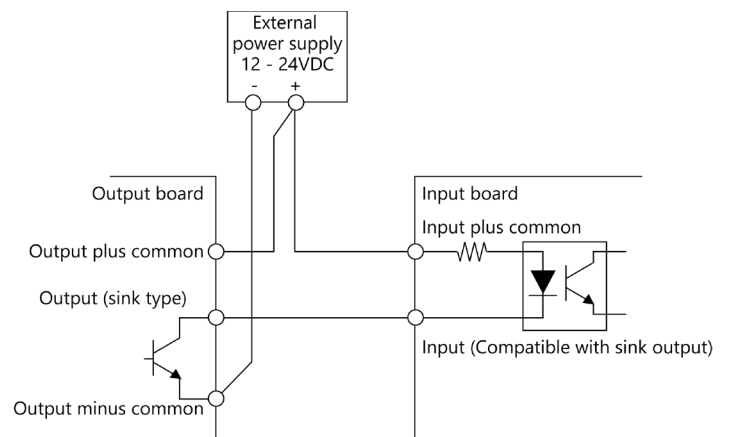 External
power supply
12 - 24VDC
- +
Output board
Input board
Input plus common
Output plus common
Output (sink type)
Input (Compatible with sink output)
Output minus common